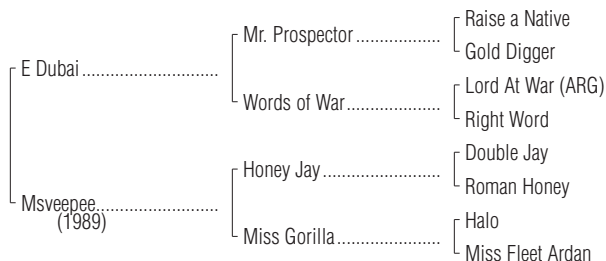 Raise a Native
Mr. Prospector...................
Gold Digger
E Dubai.............................
Lord At War (ARG)
Words of War.....................
Right Word
Double Jay
Honey Jay..........................
Roman Honey
Msveepee..........................
(1989)
Halo
Miss Gorilla.......................
Miss Fleet Ardan